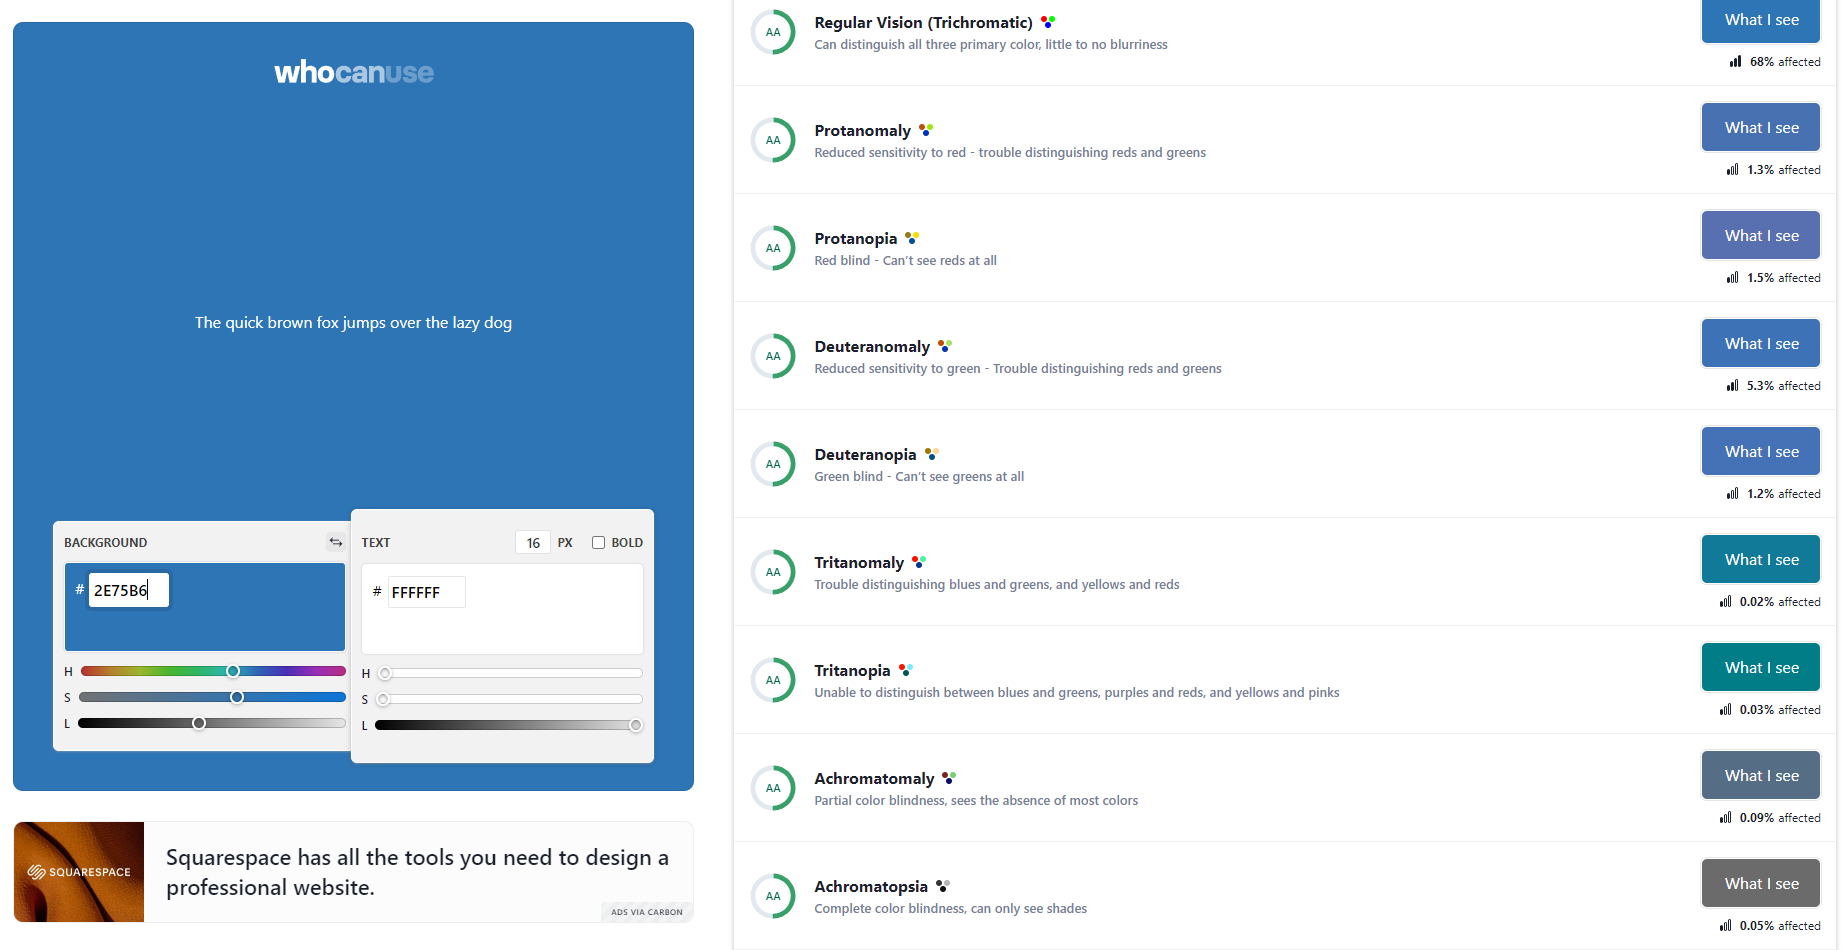 whocanuse
The quick brown fox jumps over the lazy dog
BACKGROUND
# 2E75B6
H
S
L
TEXT
16 PX
BOLD
# FFFFFF
H
S
L
SQUARESPACE
Squarespace has all the tools you need to design a
professional website.
ADS VIA CARBON
AA
Regular Vision (Trichromatic)
Can distinguish all three primary color, little to no blurriness
What I see
68% affected
AA
Protanomaly
Reduced sensitivity to red - trouble distinguishing reds and greens
What I see
1.3% affected
AA
Protanopia
Red blind - Can’t see reds at all
What I see
1.5% affected
AA
Deuteranomaly
Reduced sensitivity to green - Trouble distinguishing reds and greens
What I see
5.3% affected
AA
Deuteranopia
Green blind - Can’t see greens at all
What I see
1.2% affected
AA
Tritanomaly
Trouble distinguishing blues and greens, and yellows and reds
What I see
0.02% affected
AA
Tritanopia
Unable to distinguish between blues and greens, purples and reds, and yellows and pinks
What I see
0.03% affected
AA
Achromatomaly
Partial color blindness, sees the absence of most colors
What I see
0.09% affected
AA
Achromatopsia
Complete color blindness, can only see shades
What I see
0.05% affected